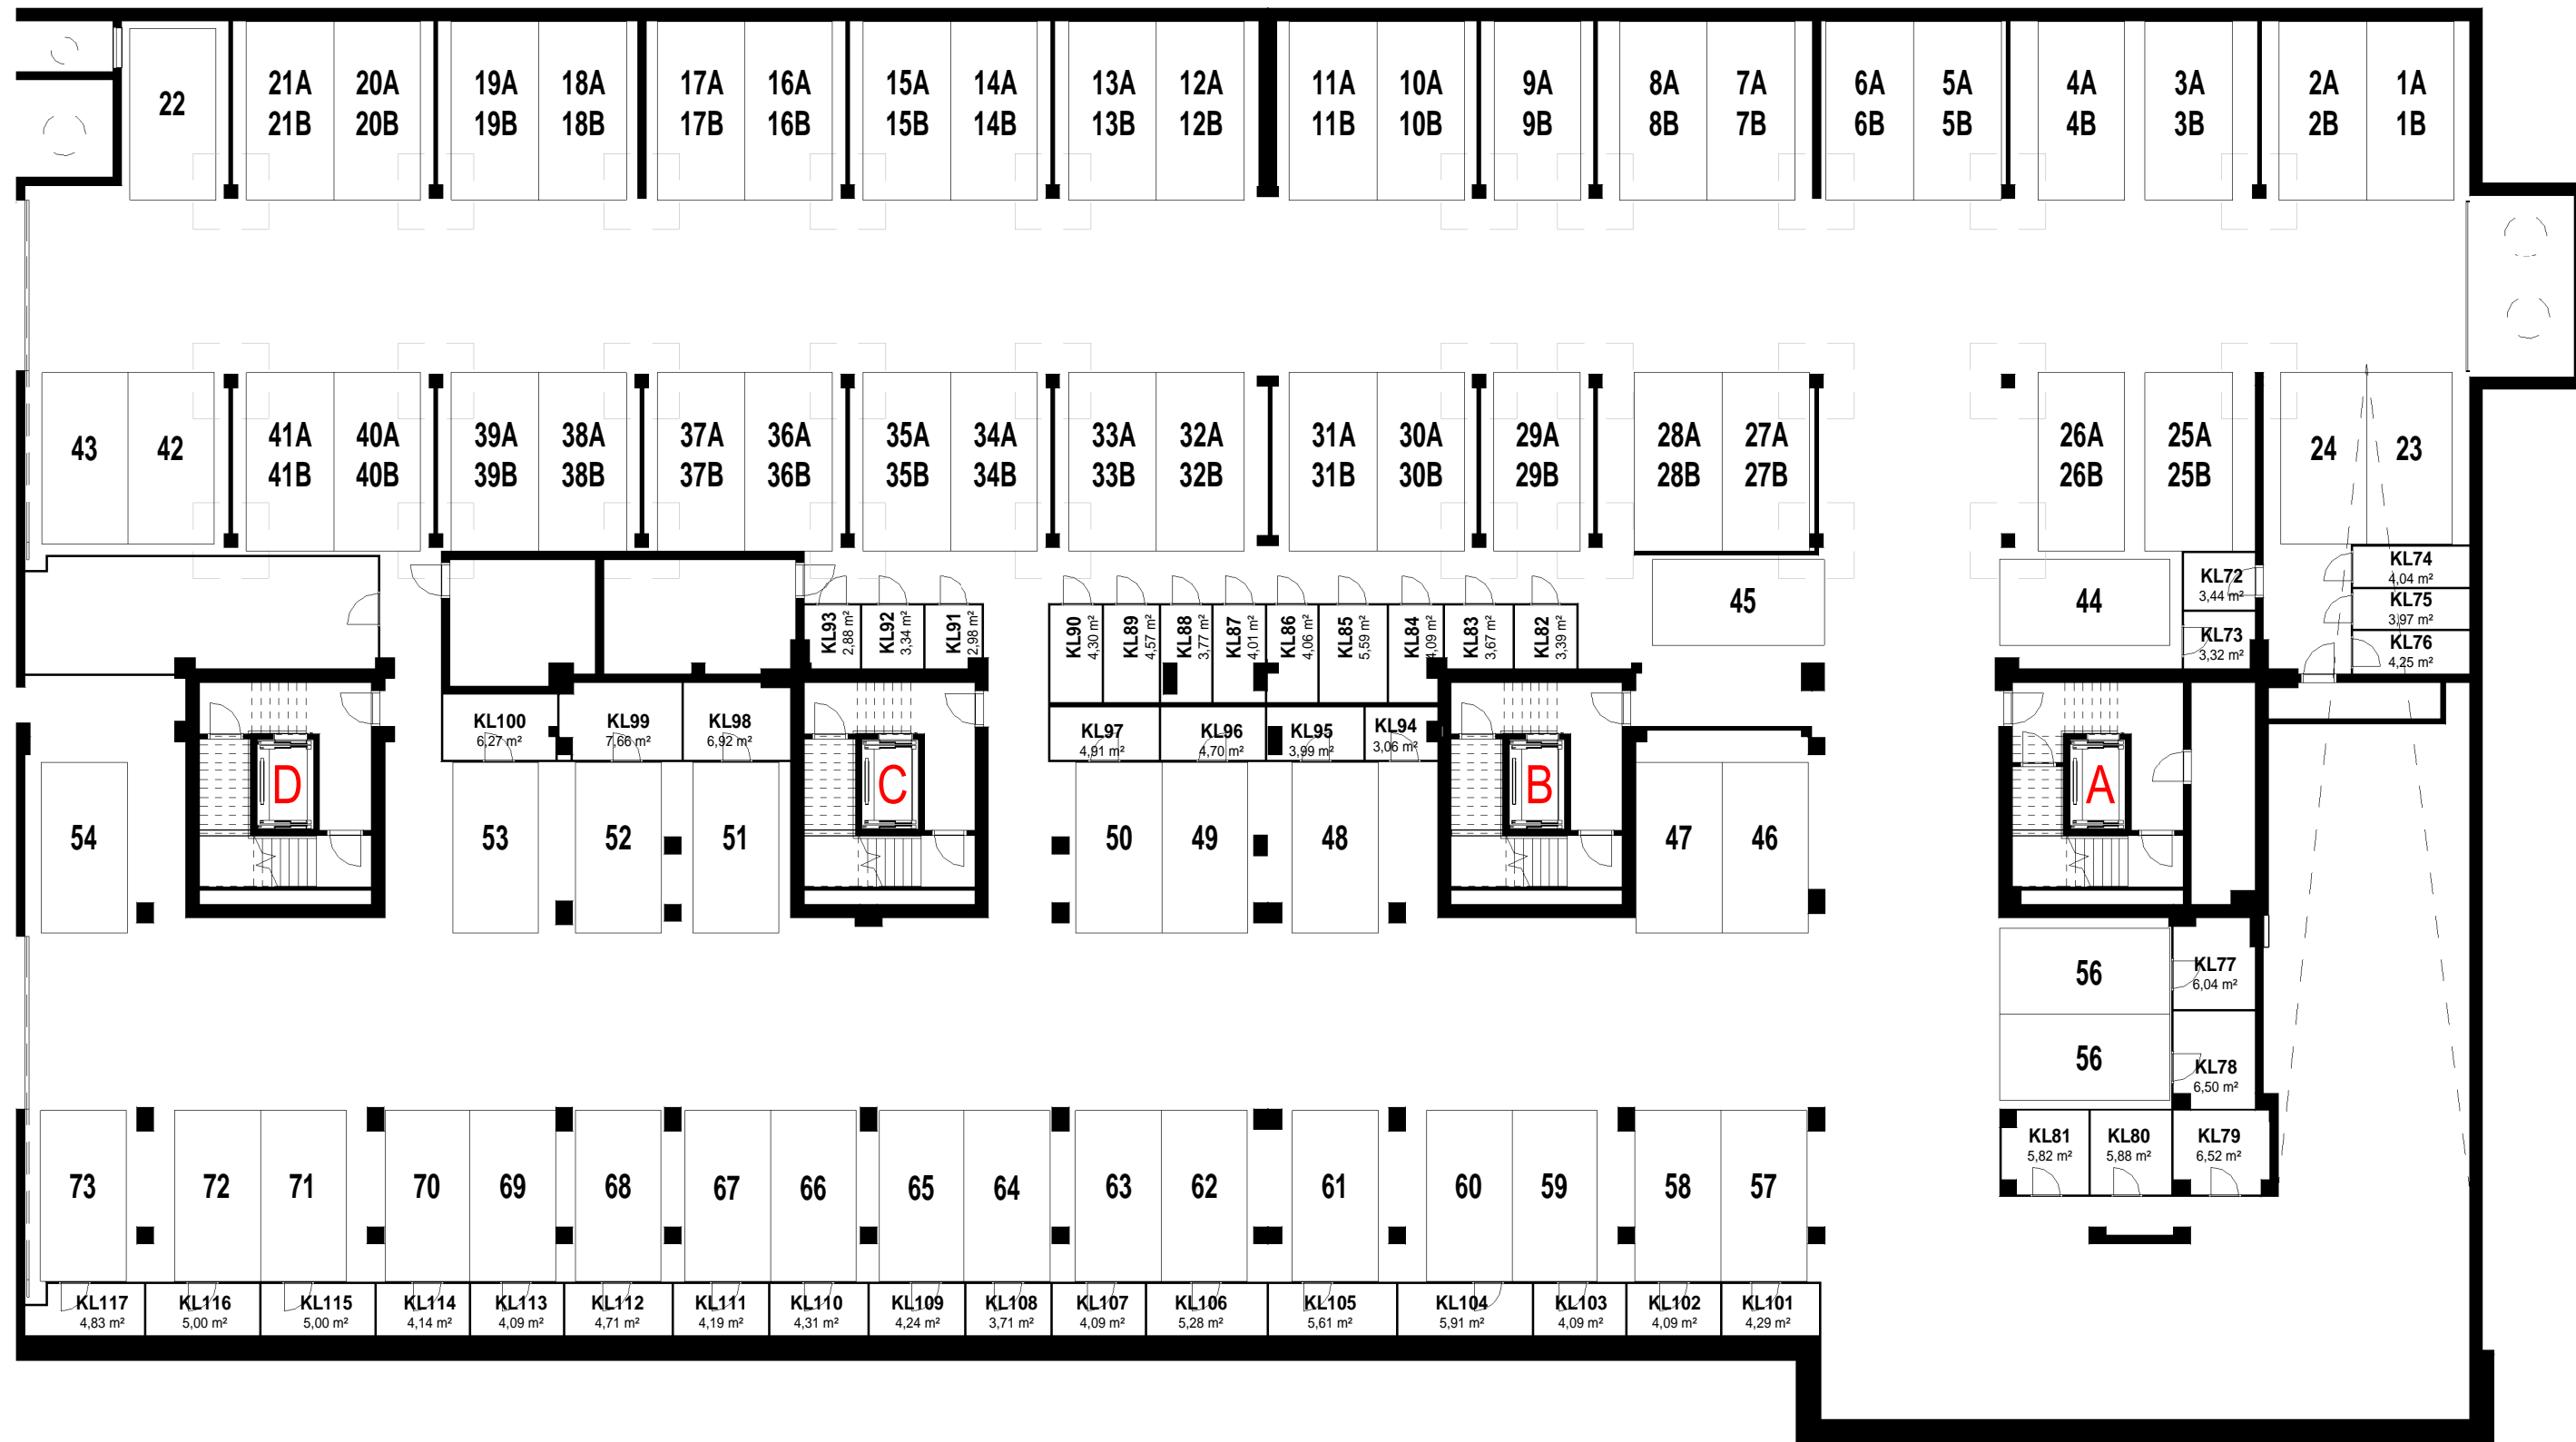 22
21A 20A
21B 20B
19A 18A
19B 18B
17A 16A
17B 16B
15A 14A
15B 14B
13A 12A
13B 12B
11A 10A
11B 10B
9A
9B
8A 7A
8B 7B
6A 5A
6B 5B
4A
4B
3A
3B
2A 1A
2B 1B
43 42
41A 40A
41B 40B
39A 38A
39B 38B
37A 36A
37B 36B
35A 34A
35B 34B
33A 32A
33B 32B
31A 30A
31B 30B
29A
29B
28A 27A
28B 27B
26A
26B
25A
25B
24 23
KL93
2,88 m²
KL92
3,34 m²
KL91
2,98 m²
KL90
4,30 m²
KL89
4,57 m²
KL88
3,77 m²
KL87
4,01 m²
KL86
4,06 m²
KL85
5,59 m²
KL84
4,09 m²
KL83
3,67 m²
KL82
3,39 m²
45
44
KL72
3,44 m²
KL73
3,32 m²
KL74
4,04 m²
KL75
3,97 m²
KL76
4,25 m²
KL100
6,27 m²
KL99
7,66 m²
KL98
6,92 m²
KL97
4,91 m²
KL96
4,70 m²
KL95
3,99 m²
KL94
3,06 m²
D
C
B
A
54
53
52
51
50 49
48
47 46
56
56
KL77
6,04 m²
KL78
6,50 m²
KL81
5,82 m²
KL80
5,88 m²
KL79
6,52 m²
73
72 71
70 69
68
67 66
65 64
63 62
61
60 59
58 57
KL117
4,83 m²
KL116
5,00 m²
KL115
5,00 m²
KL114
4,14 m²
KL113
4,09 m²
KL112
4,71 m²
KL111
4,19 m²
KL110
4,31 m²
KL109
4,24 m²
KL108
3,71 m²
KL107
4,09 m²
KL106
5,28 m²
KL105
5,61 m²
KL104
5,91 m²
KL103
4,09 m²
KL102
4,09 m²
KL101
4,29 m²